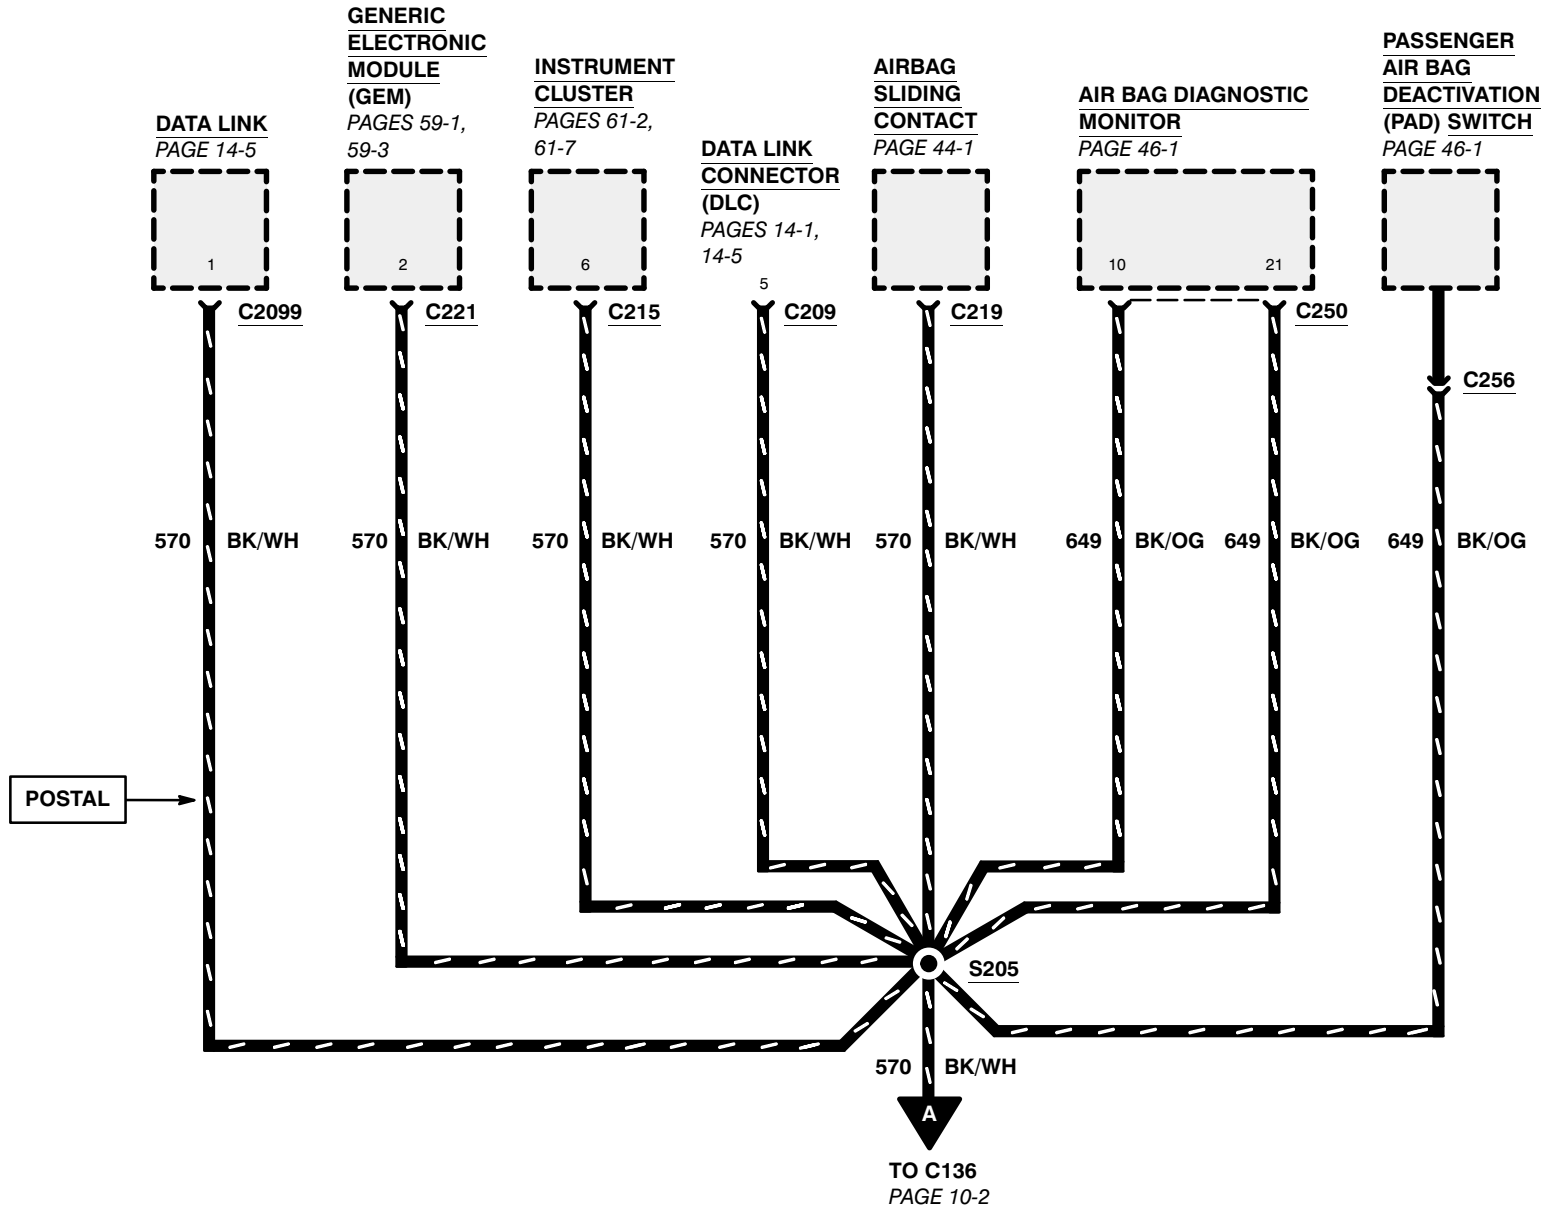 DATA LINK
PAGE 14-5
1
C2099
GENERIC
ELECTRONIC
MODULE
(GEM)
PAGES 59-1,
59-3
2
C221
INSTRUMENT
CLUSTER
PAGES 61-2,
61-7
6
C215
DATA LINK
CONNECTOR
(DLC)
PAGES 14-1,
14-5
5
C209
AIRBAG
SLIDING
CONTACT
PAGE 44-1
C219
AIR BAG DIAGNOSTIC
MONITOR
PAGE 46-1
10 21
C250
PASSENGER
AIR BAG
DEACTIVATION
(PAD) SWITCH
PAGE 46-1
C256
570 BK/WH 570 BK/WH 570 BK/WH 570 BK/WH 570 BK/WH 649 BK/OG 649 BK/OG 649 BK/OG
POSTAL
S205
570 BK/WH
A
TO C136
PAGE 10-2